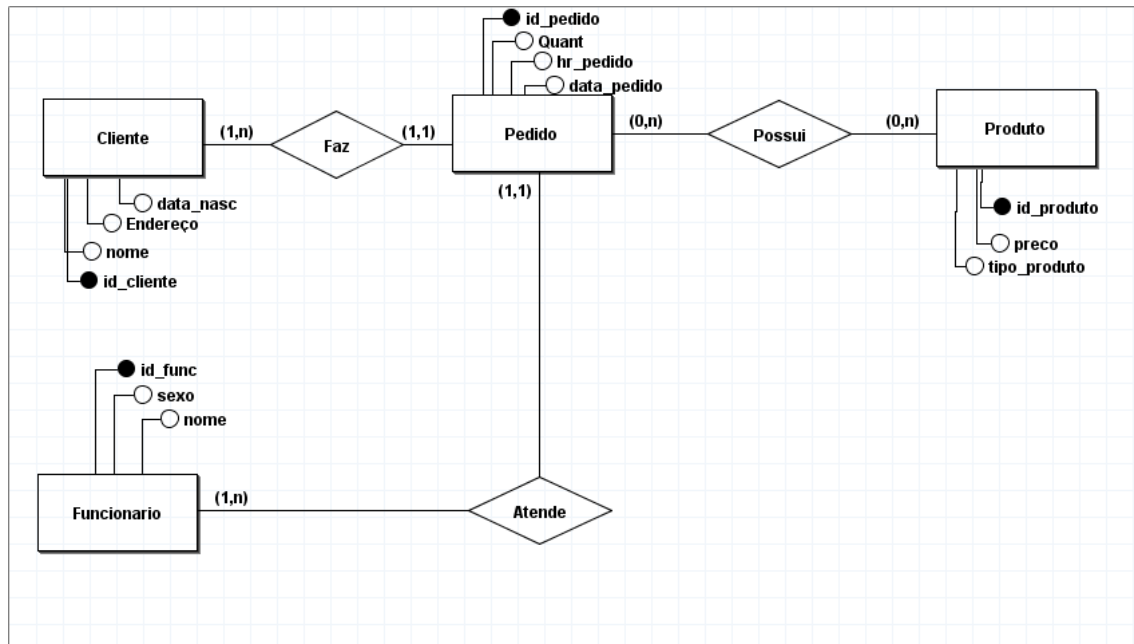 id_pedido
Quant
hr_pedido
data_pedido
Cliente
(1,n)
Faz
(1,1)
Pedido
(0,n)
Possui
(0,n)
Produto
(1,1)
data_nasc
Endereço
nome
id_cliente
id_produto
preco
tipo_produto
id_func
sexo
nome
Funcionario
(1,n)
Atende